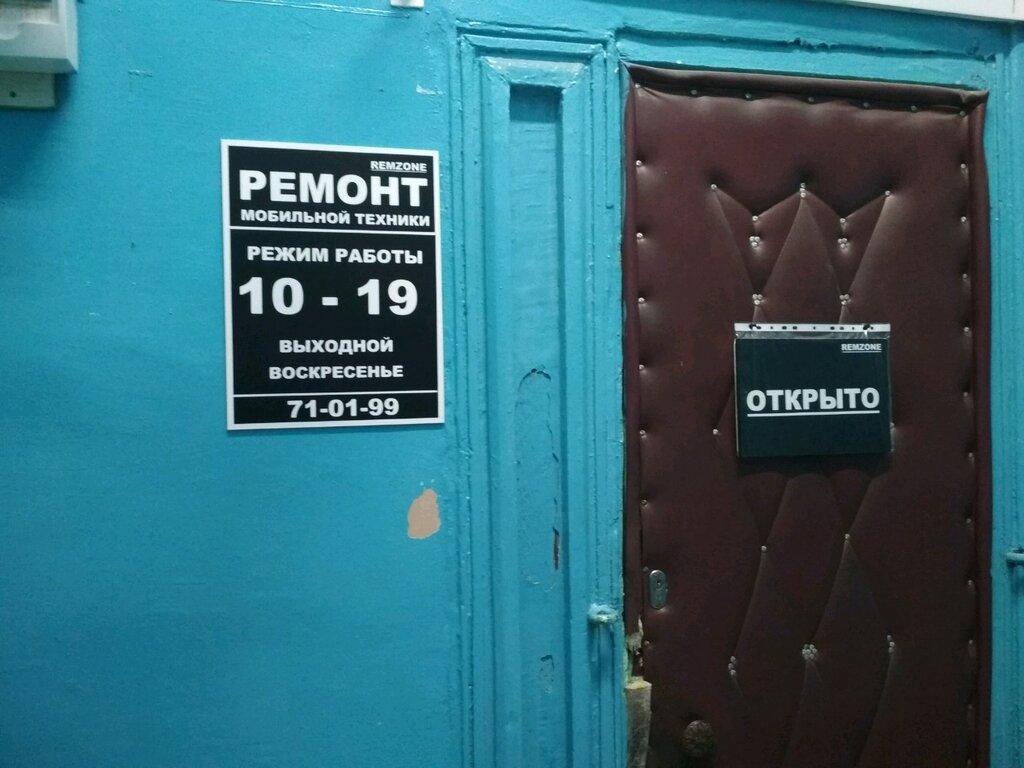 REMZONE
РЕМОНТ
МОБИЛЬНОЙ ТЕХНИКИ
РЕЖИМ РАБОТЫ
10 - 19
ВЫХОДНОЙ
ВОСКРЕСЕНЬЕ
71-01-99
REMZONE
ОТКРЫТО